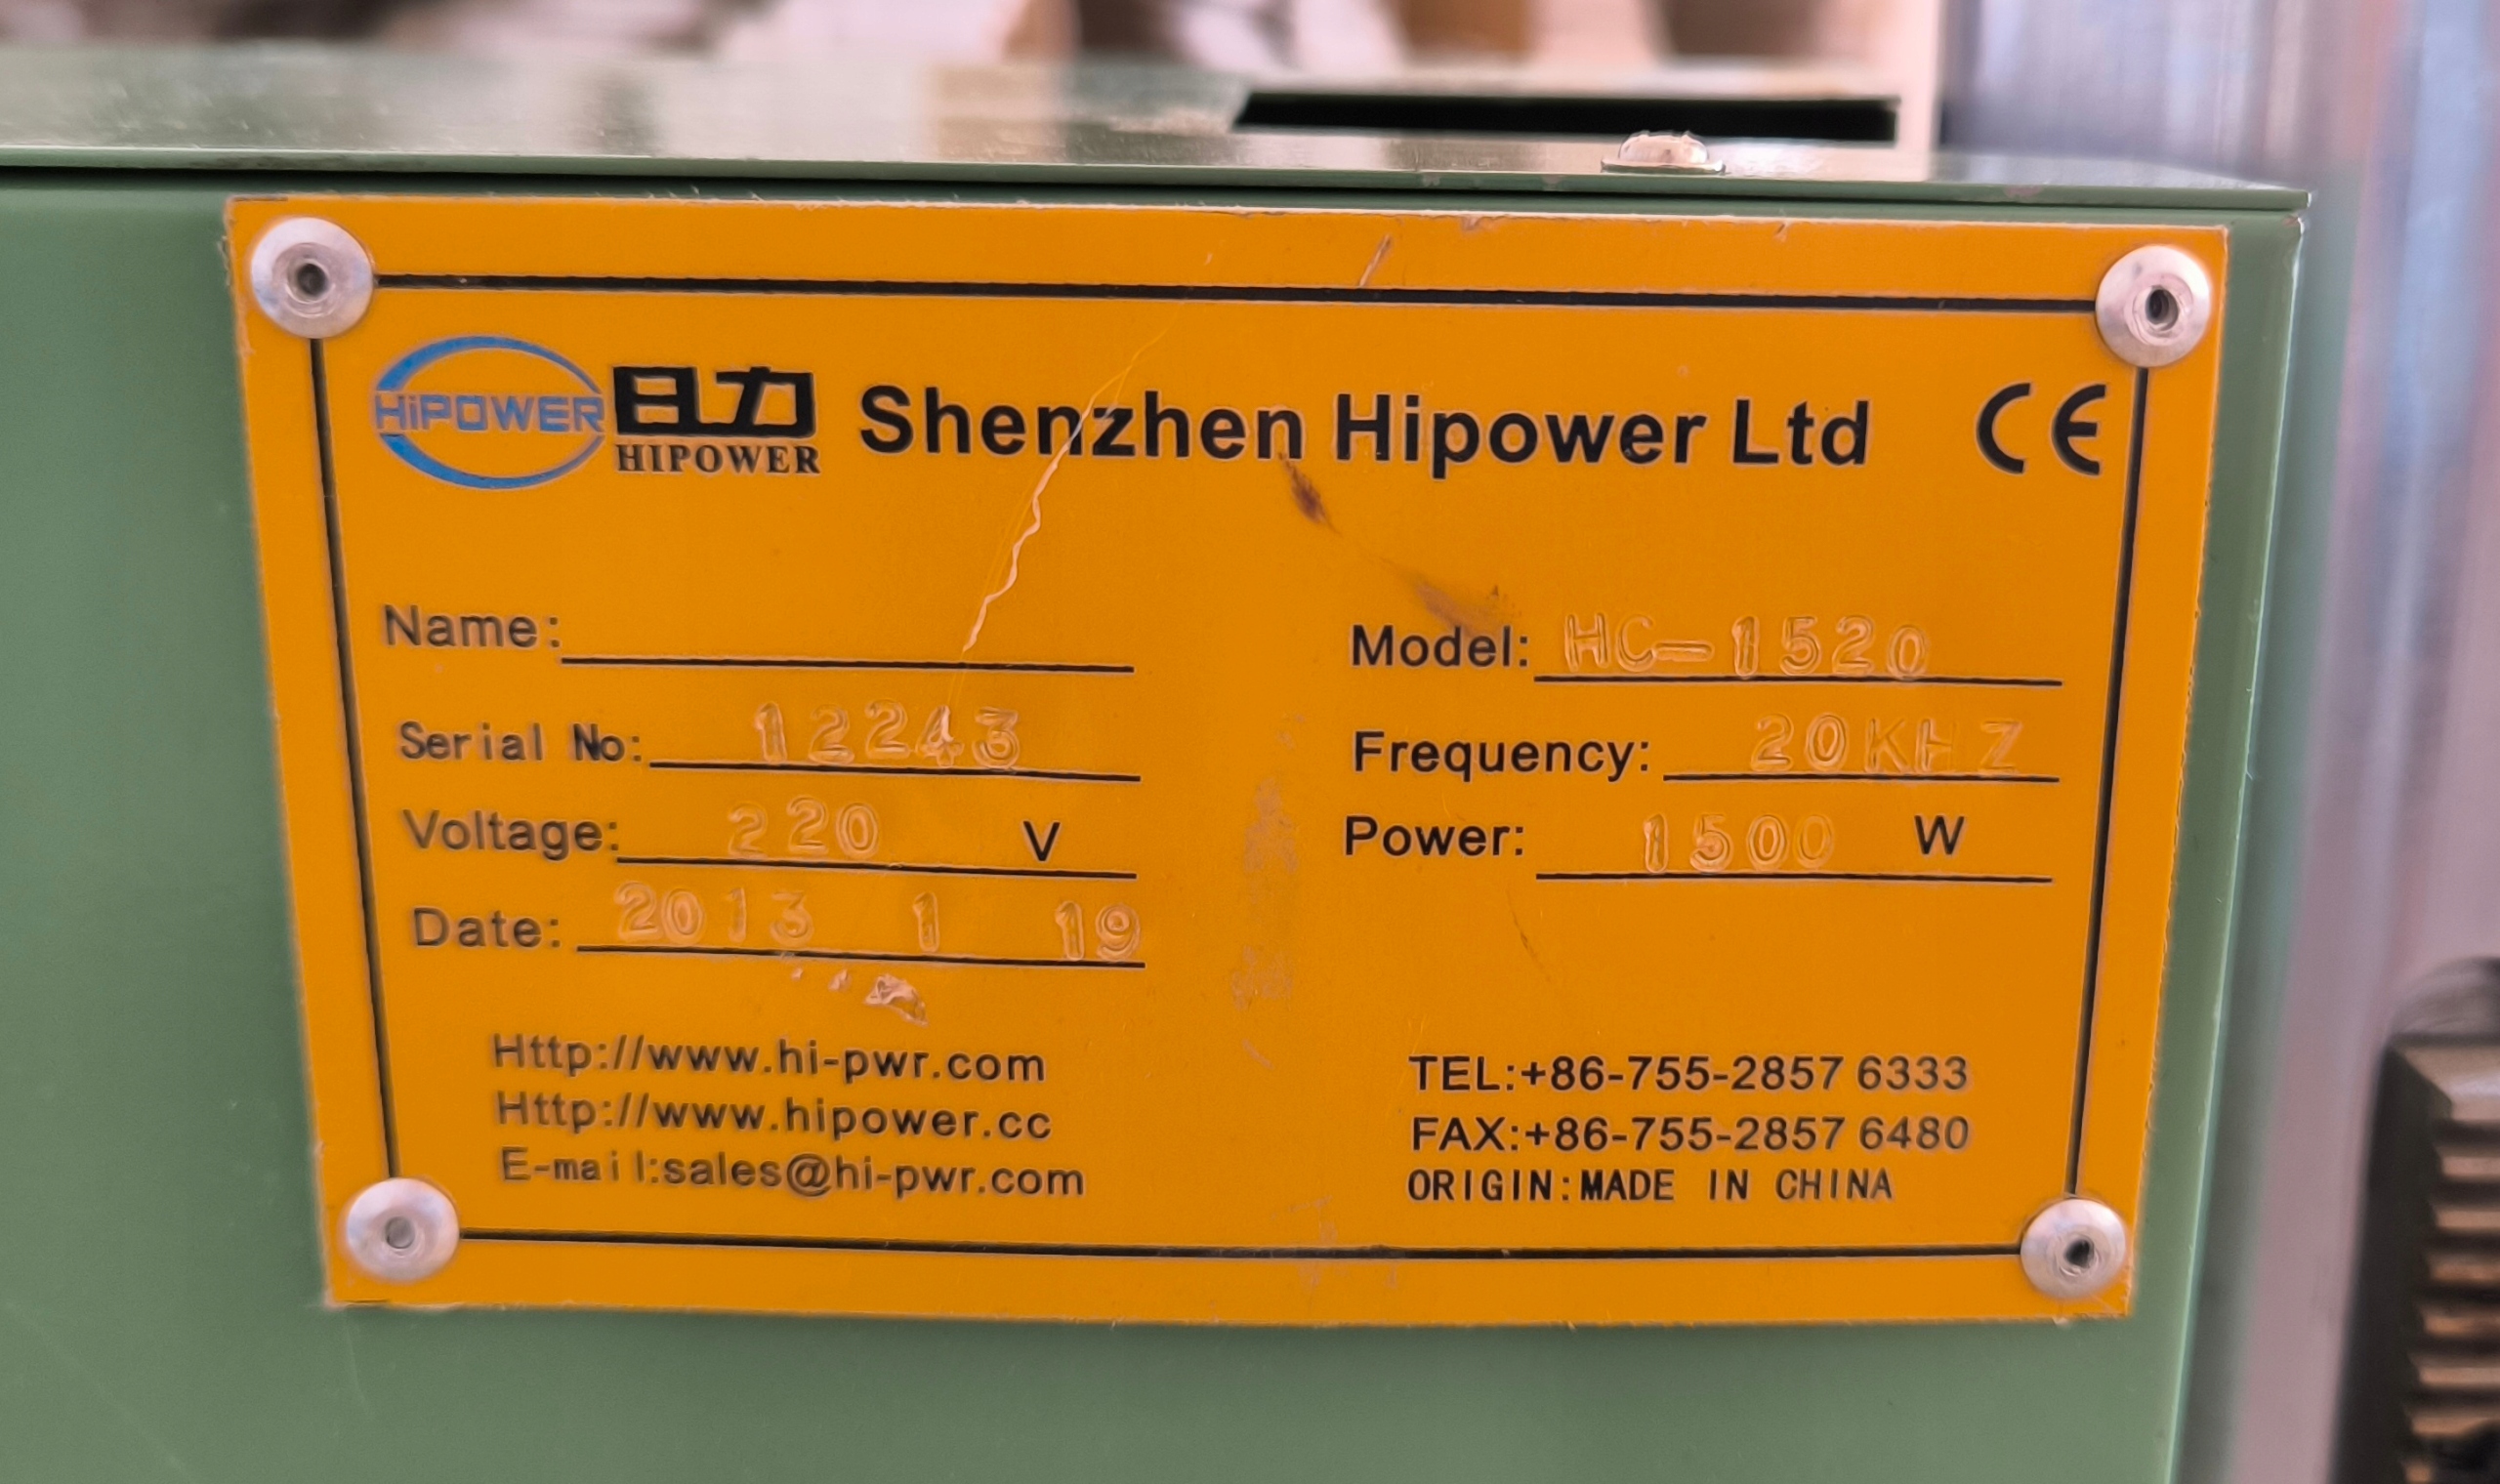 HiPOWER 日力 HIPOWER Shenzhen Hipower Ltd CE
Name: Model: HC-1520
Serial No: 12243 Frequency: 20KHZ
Voltage: 220 V Power: 1500 W
Date: 2013 1 19
Http://www.hi-pwr.com
Http://www.hipower.cc
E-mail:sales@hi-pwr.com
TEL:+86-755-2857 6333
FAX:+86-755-2857 6480
ORIGIN:MADE IN CHINA